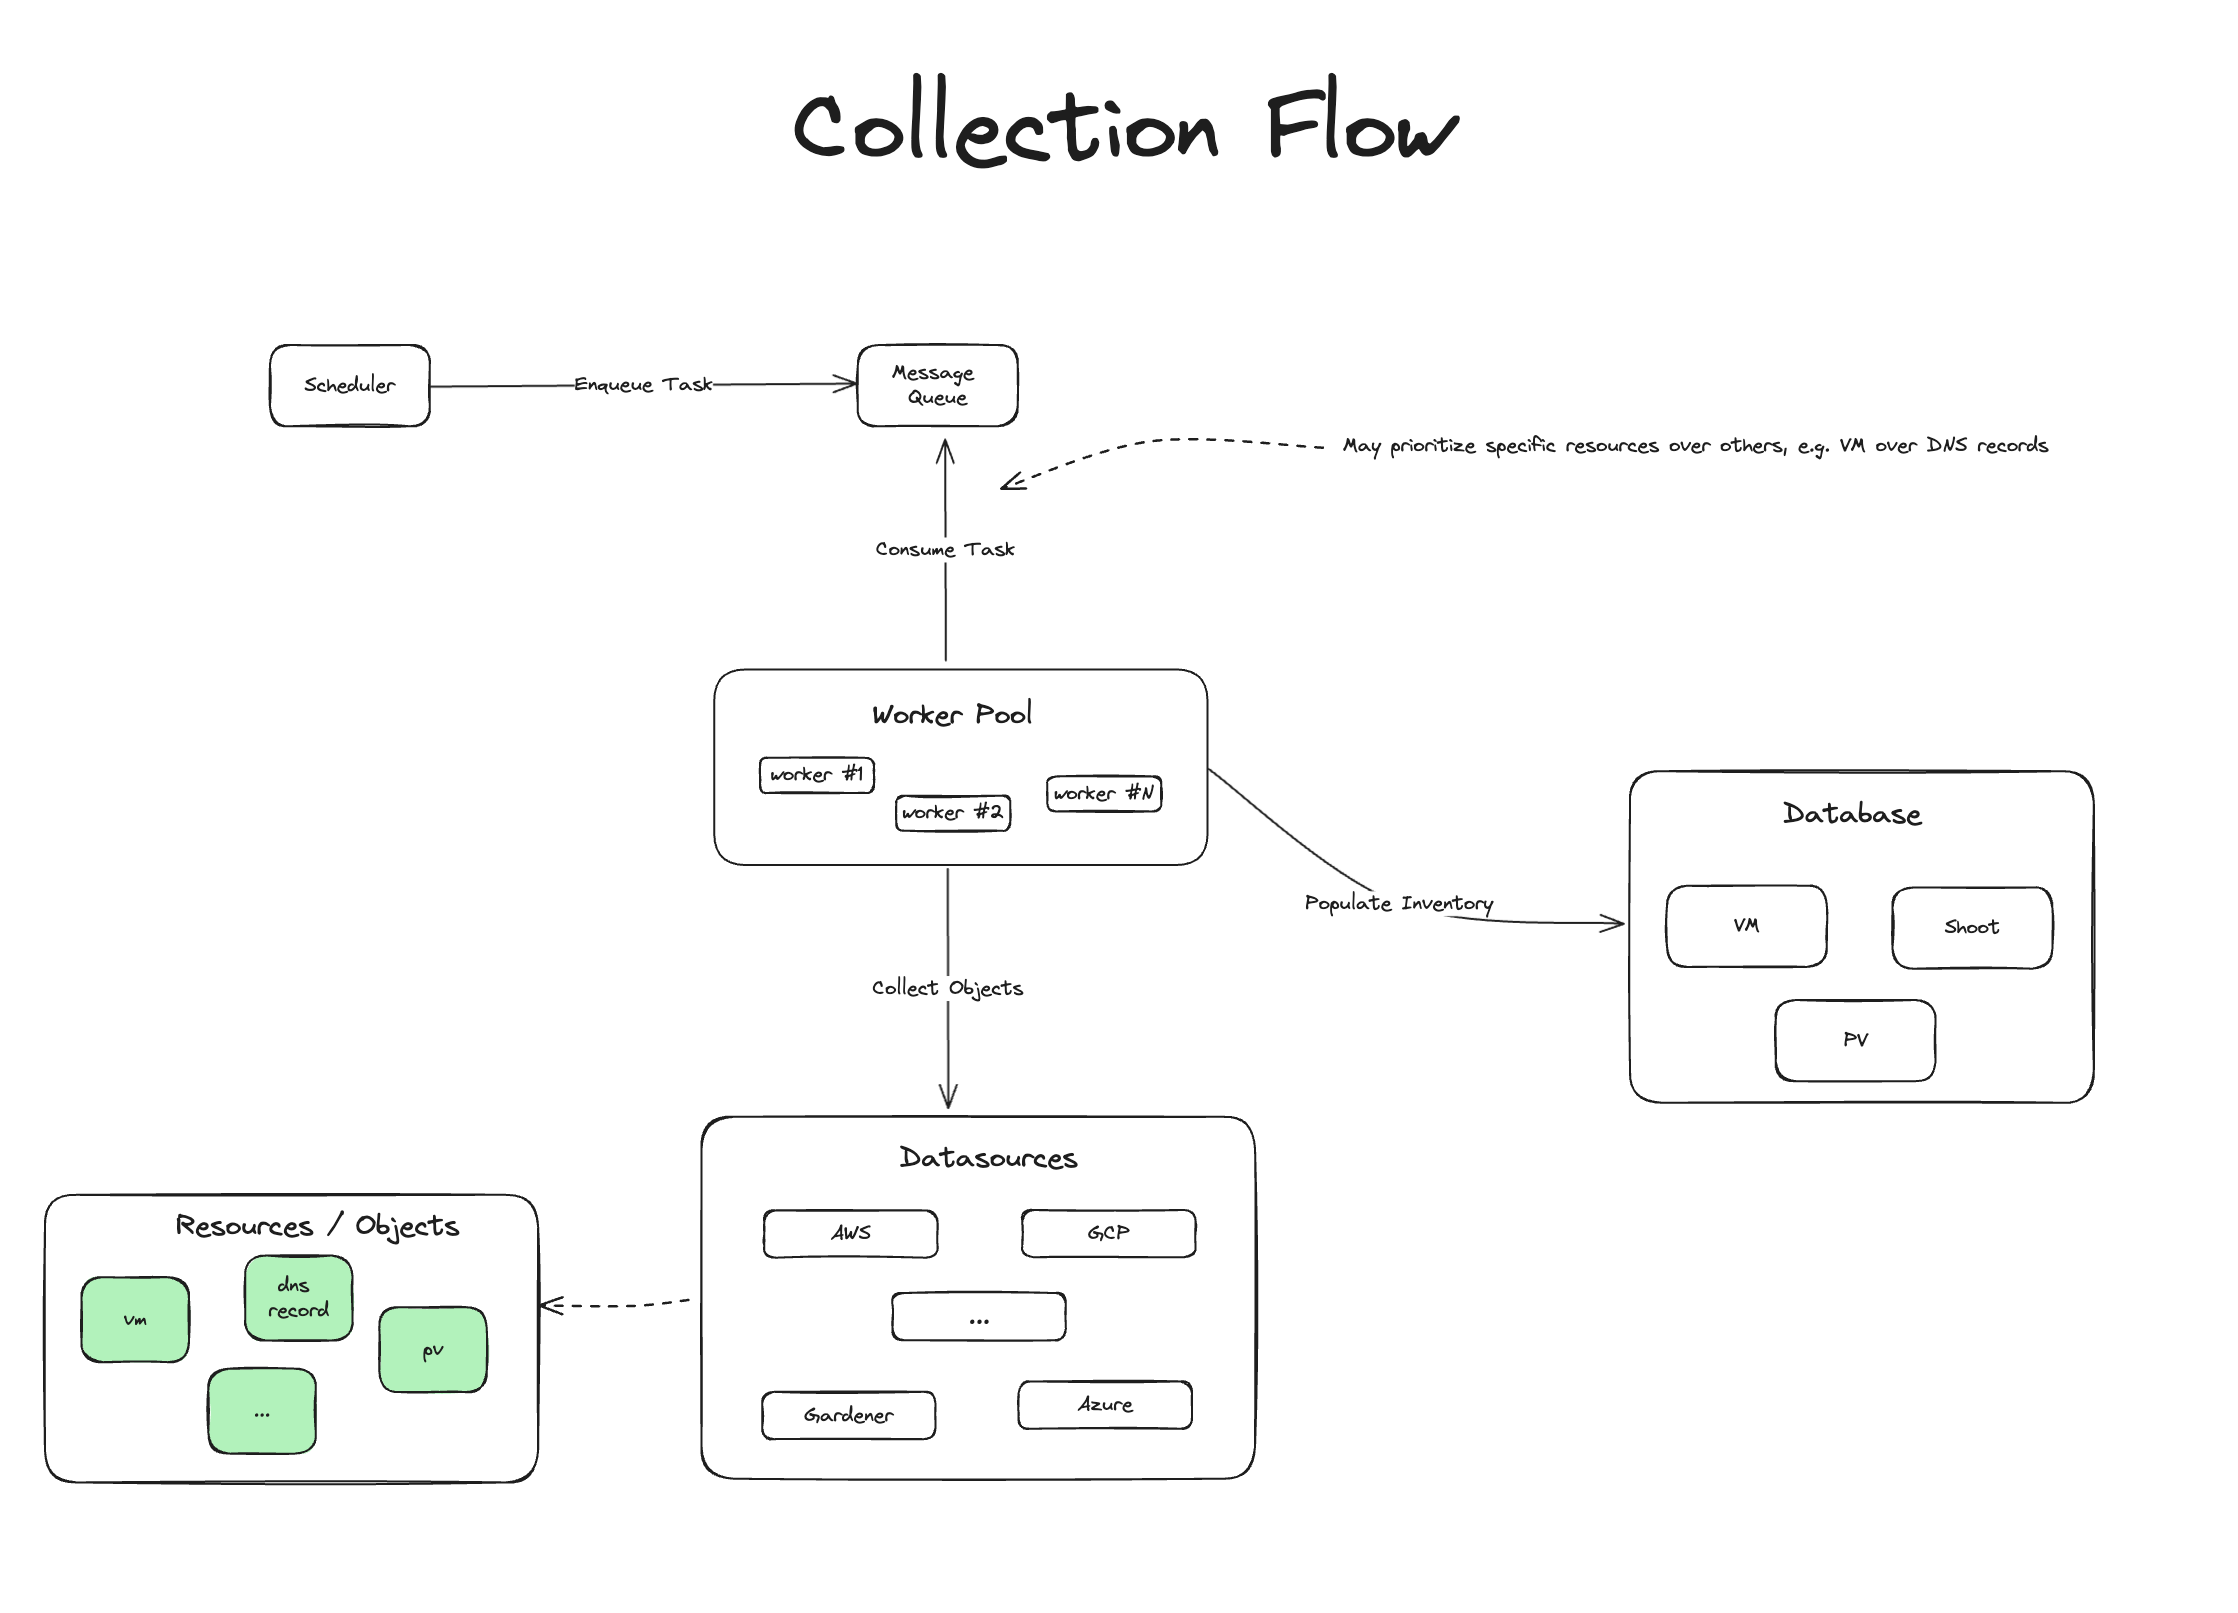 Collection Flow
Scheduler
Enqueue Task
Message
Queue
May prioritize specific resources over others, e.g. VM over DNS records
Consume Task
Worker Pool
worker #1
worker #2
worker #N
Populate Inventory
Database
VM
Shoot
PV
Collect Objects
Datasources
AWS
GCP
...
Gardener
Azure
Resources / Objects
vm
dns
record
pv
...